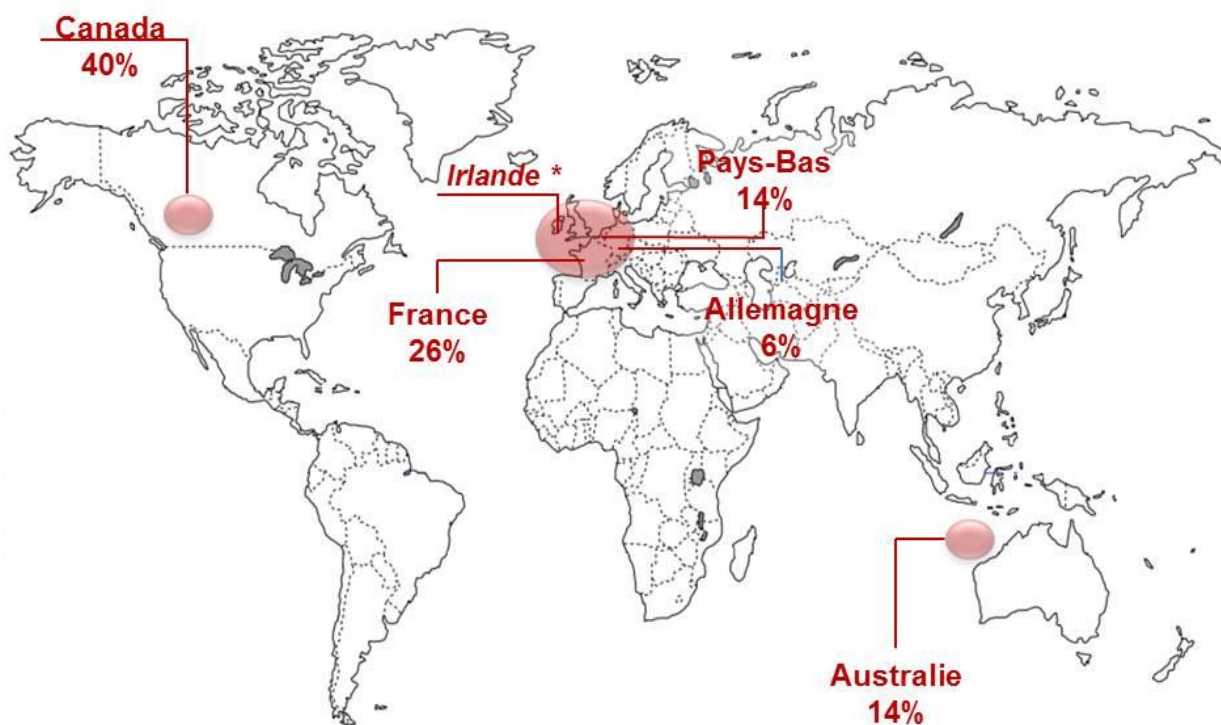 Canada
40%
Irlande *
Pays-Bas
14%
France
26%
Allemagne
6%
Australie
14%